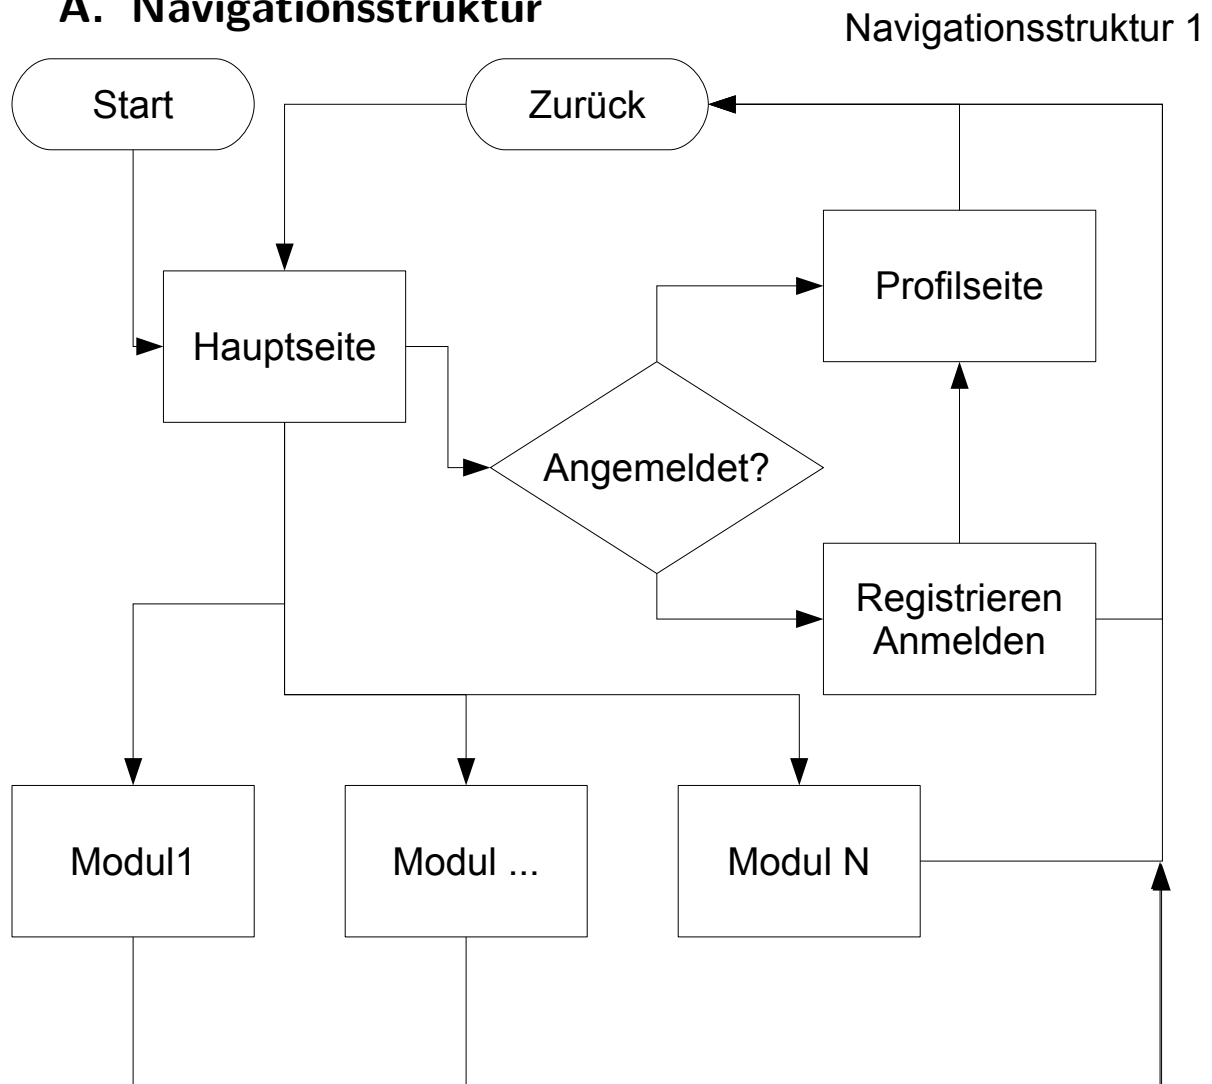 A. Navigationsstruktur
Navigationsstruktur 1
Start
Zurück
Profilseite
Hauptseite
Angemeldet?
Registrieren
Anmelden
Modul1
Modul ...
Modul N